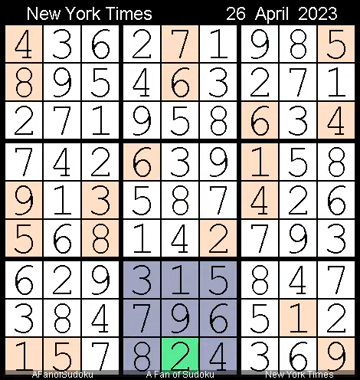 New York Times 26 April 2023
4 3 6 2 7 1 9 8 5
8 9 5 4 6 3 2 7 1
2 7 1 9 5 8 6 3 4
7 4 2 6 3 9 1 5 8
9 1 3 5 8 7 4 2 6
5 6 8 1 4 2 7 9 3
6 2 9 3 1 5 8 4 7
3 8 4 7 9 6 5 1 2
1 5 7 8 2 4 3 6 9
AFanofSudoku A Fan of Sudoku New York Times